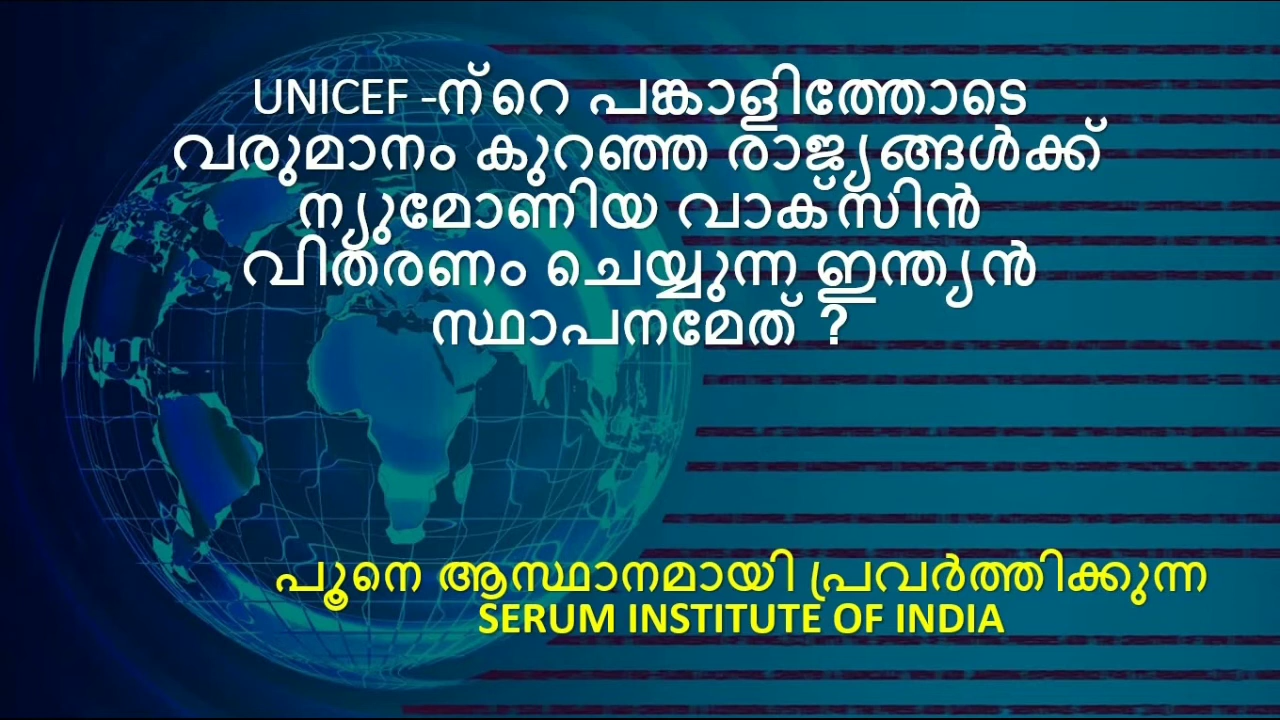 UNICEF -ന്റെ പങ്കാളിത്തോടെ
വരുമാനം കുറഞ്ഞ രാജ്യങ്ങൾക്ക്
ന്യുമോണിയ വാക്സിൻ
വിതരണം ചെയ്യുന്ന ഇന്ത്യൻ
സ്ഥാപനമേത് ?
പൂനെ ആസ്ഥാനമായി പ്രവർത്തിക്കുന്ന
SERUM INSTITUTE OF INDIA